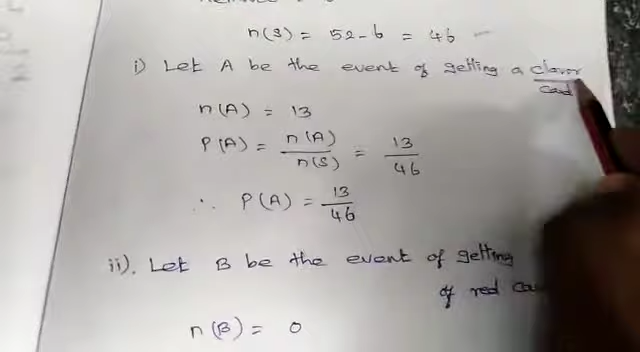 n(S) = 52-6 = 46
i) Let A be the event of getting a clavor
card
n(A) = 13
P(A) = n(A)/n(S) = 13/46
∴ P(A) = 13/46
ii). Let B be the event of getting
of red
n(B) = 0